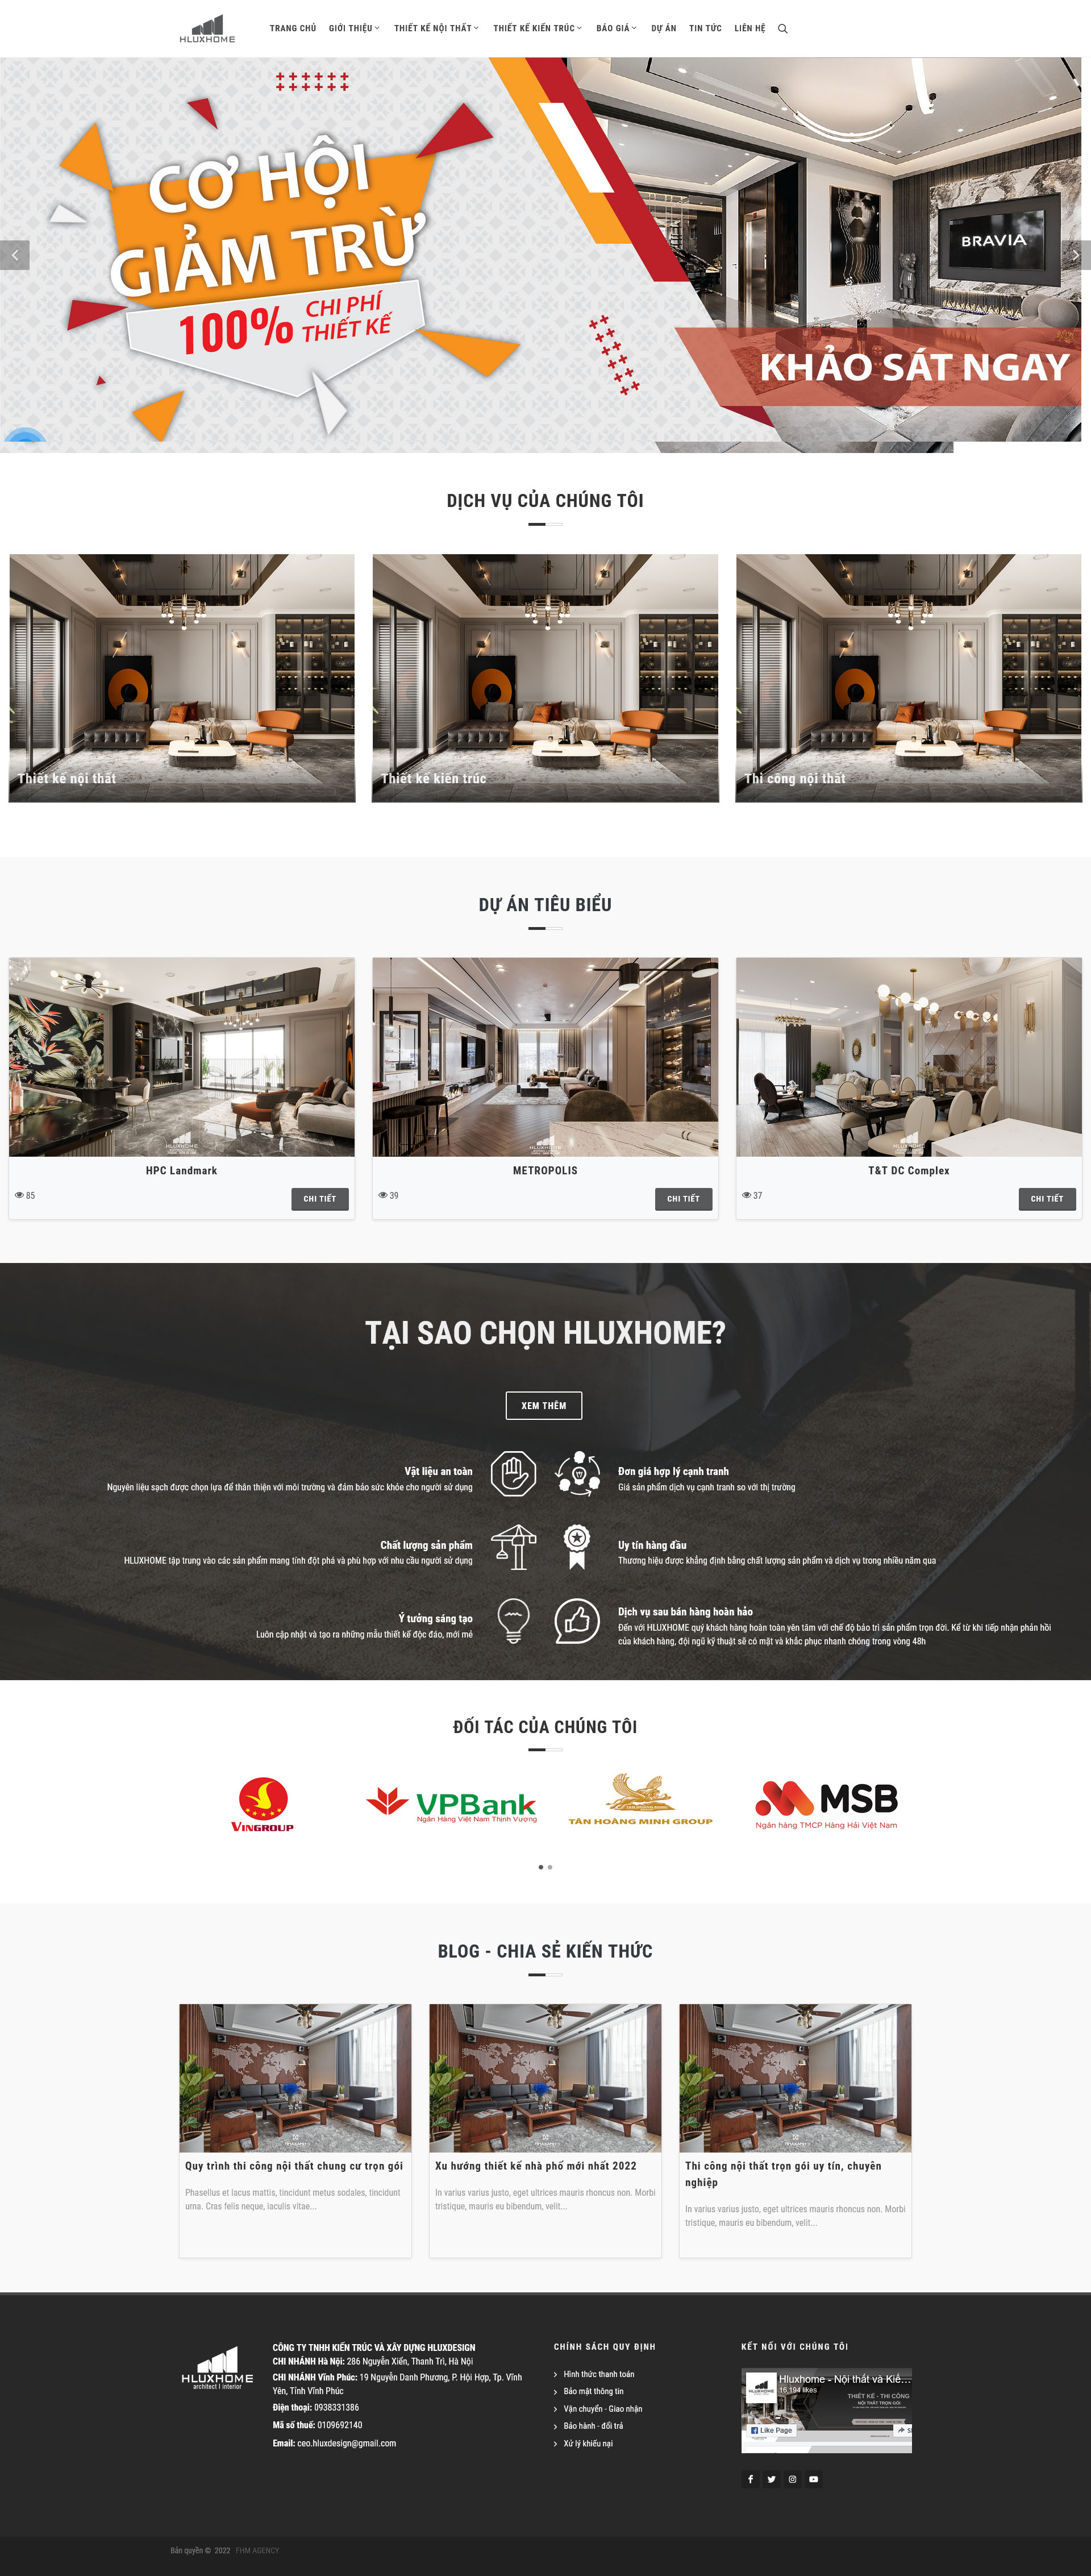 HLUXHOME
TRANG CHỦ GIỚI THIỆU THIẾT KẾ NỘI THẤT THIẾT KẾ KIẾN TRÚC BÁO GIÁ DỰ ÁN TIN TỨC LIÊN HỆ
CƠ HỘI
GIẢM TRỪ
100% CHI PHÍ
THIẾT KẾ
BRAVIA
KHẢO SÁT NGAY
DỊCH VỤ CỦA CHÚNG TÔI
Thiết kế nội thất
Thiết kế kiến trúc
Thi công nội thất
DỰ ÁN TIÊU BIỂU
HLUXHOME
HPC Landmark
85
CHI TIẾT
HLUXHOME
METROPOLIS
39
CHI TIẾT
HLUXHOME
T&T DC Complex
37
CHI TIẾT
TẠI SAO CHỌN HLUXHOME?
XEM THÊM
Vật liệu an toàn
Nguyên liệu sạch được chọn lựa để thân thiện với môi trường và đảm bảo sức khỏe cho người sử dụng
Đơn giá hợp lý cạnh tranh
Giá sản phẩm dịch vụ cạnh tranh so với thị trường
Chất lượng sản phẩm
HLUXHOME tập trung vào các sản phẩm mang tính đột phá và phù hợp với nhu cầu người sử dụng
Uy tín hàng đầu
Thương hiệu được khẳng định bằng chất lượng sản phẩm và dịch vụ trong nhiều năm qua
Ý tưởng sáng tạo
Luôn cập nhật và tạo ra những mẫu thiết kế độc đáo, mới mẻ
Dịch vụ sau bán hàng hoàn hảo
Đến với HLUXHOME quý khách hàng hoàn toàn yên tâm với chế độ bảo trì sản phẩm trọn đời. Kể từ khi tiếp nhận phản hồi
của khách hàng, đội ngũ kỹ thuật sẽ có mặt và khắc phục nhanh chóng trong vòng 48h
ĐỐI TÁC CỦA CHÚNG TÔI
VINGROUP
VPBank
Ngân Hàng Việt Nam Thịnh Vượng
TÂN HOÀNG MINH GROUP
MSB
Ngân hàng TMCP Hàng Hải Việt Nam
BLOG - CHIA SẺ KIẾN THỨC
Quy trình thi công nội thất chung cư trọn gói
Phasellus et lacus mattis, tincidunt metus sodales, tincidunt
urna. Cras felis neque, iaculis vitae...
Xu hướng thiết kế nhà phố mới nhất 2022
In varius varius justo, eget ultrices mauris rhoncus non. Morbi
tristique, mauris eu bibendum, velit...
Thi công nội thất trọn gói uy tín, chuyên
nghiệp
In varius varius justo, eget ultrices mauris rhoncus non. Morbi
tristique, mauris eu bibendum, velit...
HLUXHOME
architect | interior
CÔNG TY TNHH KIẾN TRÚC VÀ XÂY DỰNG HLUXDESIGN
CHI NHÁNH Hà Nội: 286 Nguyễn Xiển, Thanh Trì, Hà Nội
CHI NHÁNH Vĩnh Phúc: 19 Nguyễn Danh Phương, P. Hội Hợp, Tp. Vĩnh
Yên, Tỉnh Vĩnh Phúc
Điện thoại: 0938331386
Mã số thuế: 0109692140
Email: ceo.hluxdesign@gmail.com
CHÍNH SÁCH QUY ĐỊNH
Hình thức thanh toán
Bảo mật thông tin
Vận chuyển - Giao nhận
Bảo hành - đổi trả
Xử lý khiếu nại
KẾT NỐI VỚI CHÚNG TÔI
Hluxhome - Nội thất và Kiế...
16,194 likes
THIẾT KẾ - THI CÔNG
NỘI THẤT TRỌN GÓI
Like Page
Bản quyền © 2022 FHM AGENCY